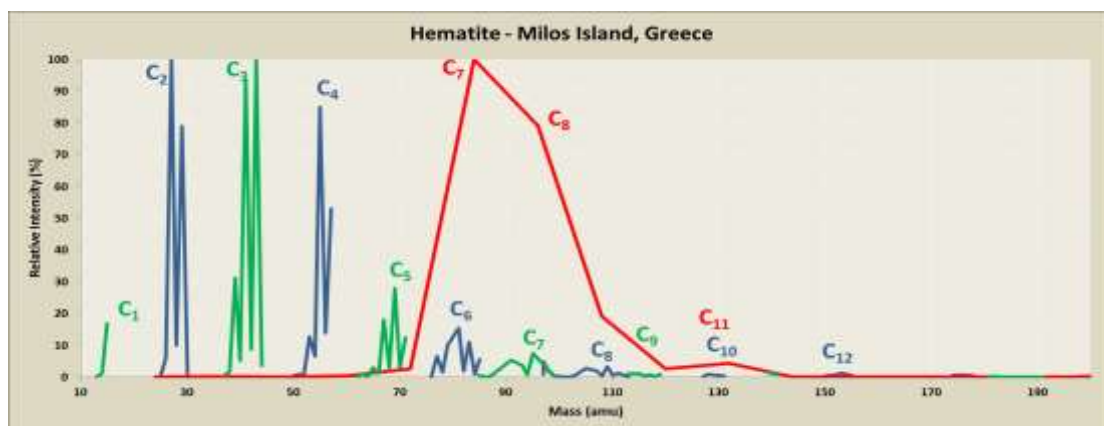 Hematite - Milos Island, Greece
Relative Intensity (%)
100
90
80
70
60
50
40
30
20
10
0
C₁
C₂
C₃
C₄
C₅
C₆
C₇
C₈
C₇
C₈
C₉
C₁₁
C₁₀
C₁₂
10 30 50 70 90 110 130 150 170 190
Mass (amu)